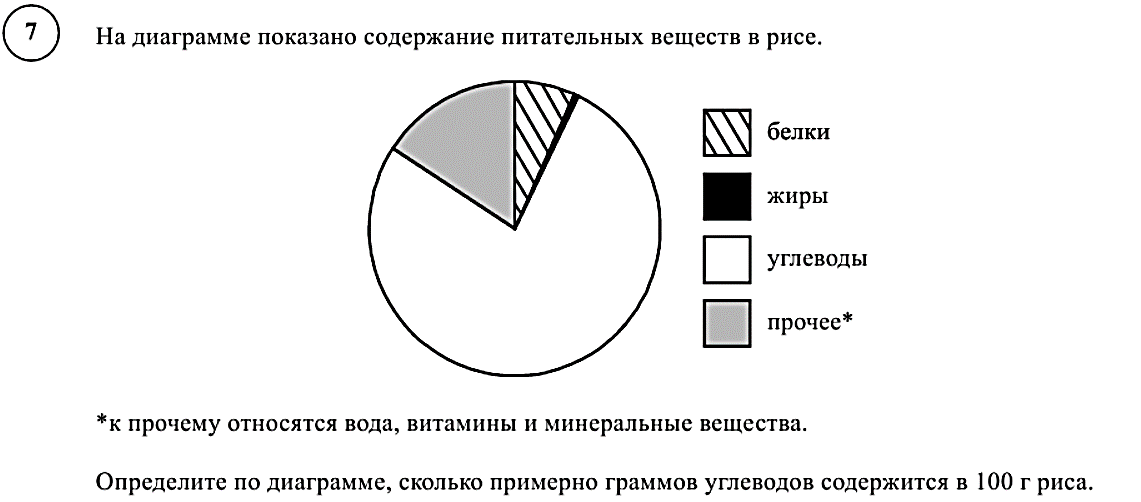 7
На диаграмме показано содержание питательных веществ в рисе.
белки
жиры
углеводы
прочее*
*к прочему относятся вода, витамины и минеральные вещества.
Определите по диаграмме, сколько примерно граммов углеводов содержится в 100 г риса.